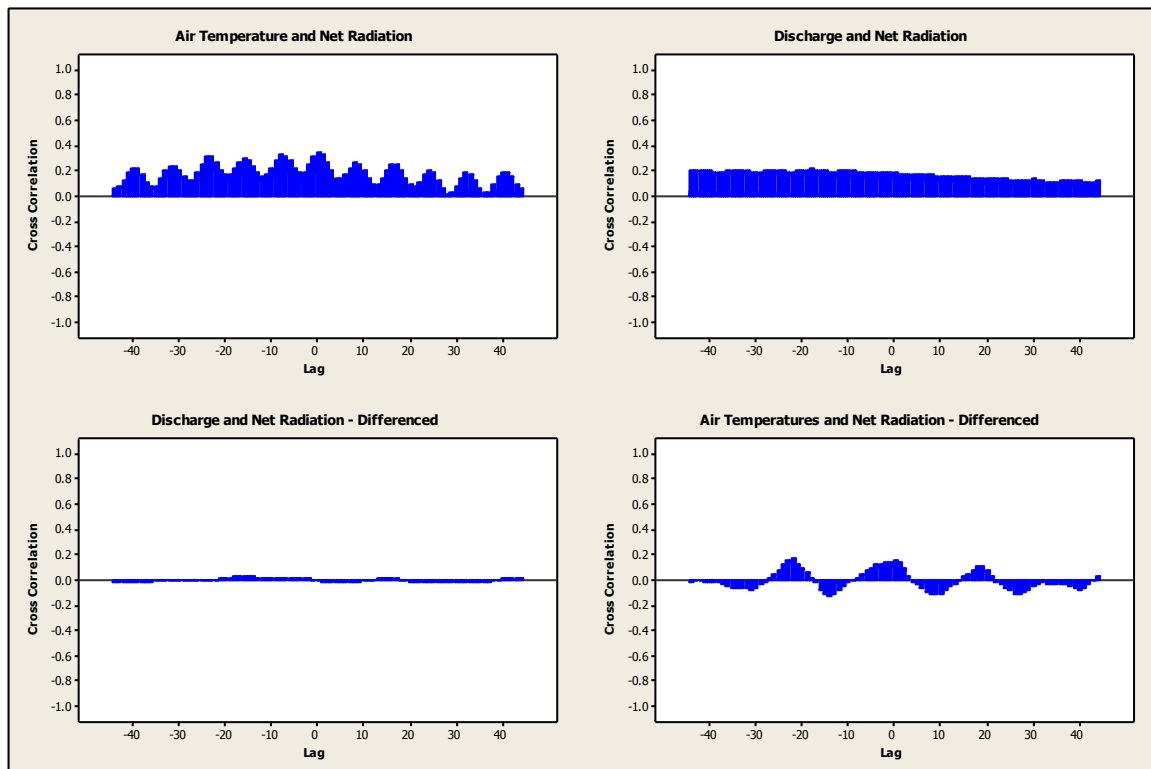 Air Temperature and Net Radiation
1.0
0.8
0.6
0.4
0.2
0.0
-0.2
-0.4
-0.6
-0.8
-1.0
Cross Correlation
-40 -30 -20 -10 0 10 20 30 40
Lag
Discharge and Net Radiation
1.0
0.8
0.6
0.4
0.2
0.0
-0.2
-0.4
-0.6
-0.8
-1.0
Cross Correlation
-40 -30 -20 -10 0 10 20 30 40
Lag
Discharge and Net Radiation - Differenced
1.0
0.8
0.6
0.4
0.2
0.0
-0.2
-0.4
-0.6
-0.8
-1.0
Cross Correlation
-40 -30 -20 -10 0 10 20 30 40
Lag
Air Temperatures and Net Radiation - Differenced
1.0
0.8
0.6
0.4
0.2
0.0
-0.2
-0.4
-0.6
-0.8
-1.0
Cross Correlation
-40 -30 -20 -10 0 10 20 30 40
Lag